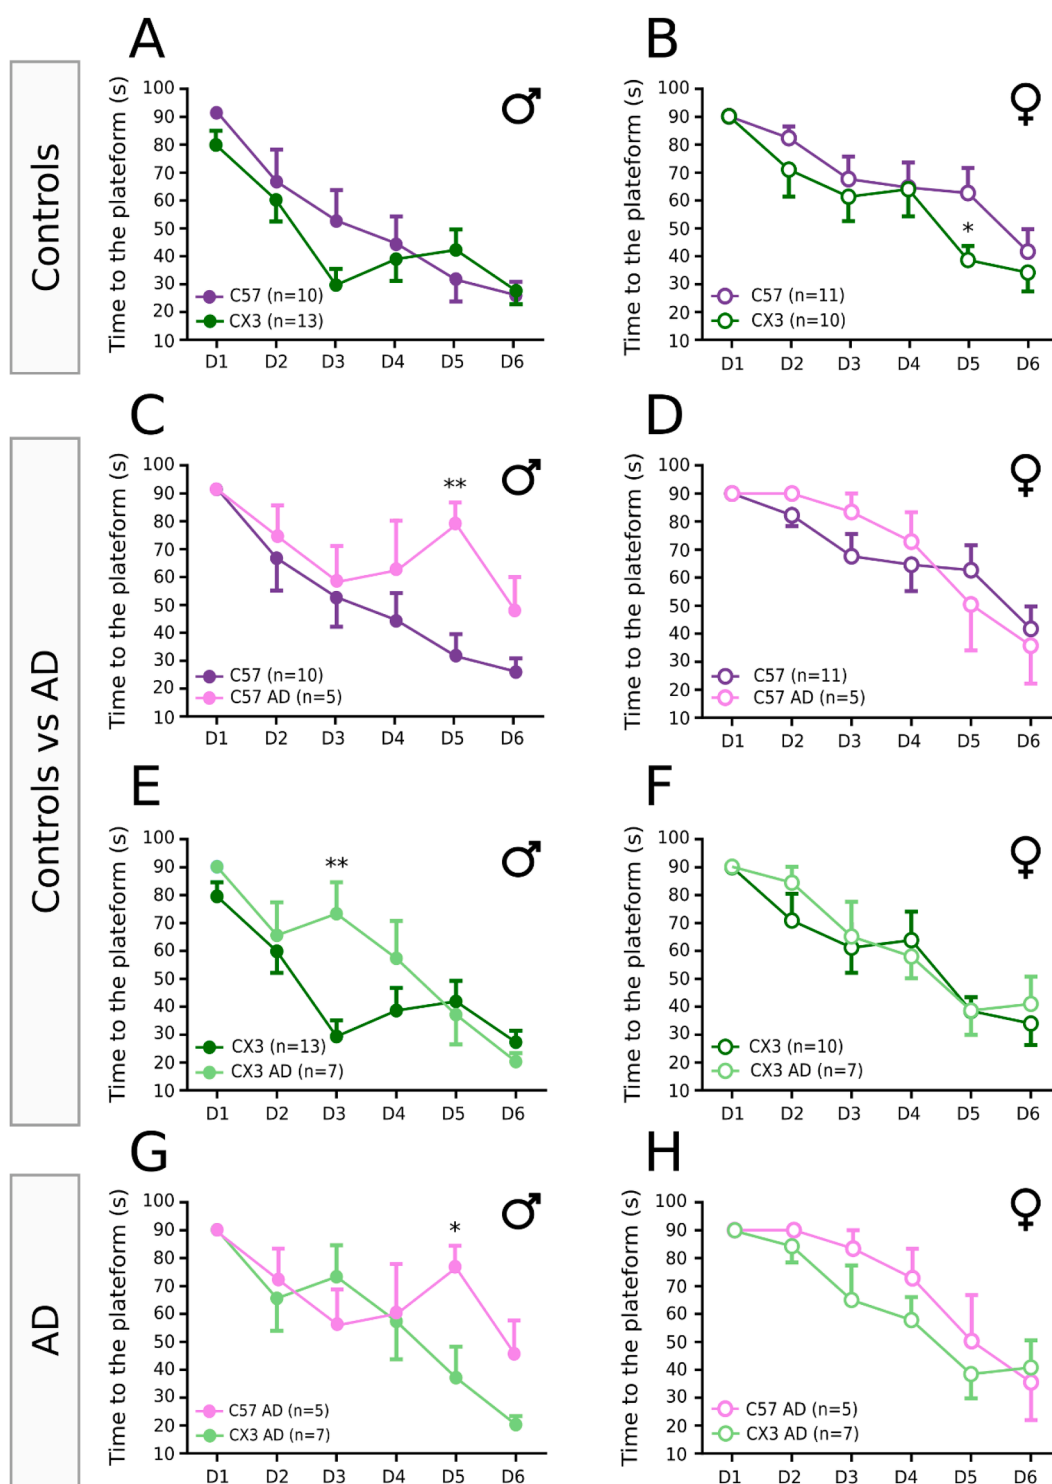 Controls
A
Time to the plateform (s)
100
90
80
70
60
50
40
30
20
10
♂
C57 (n=10)
CX3 (n=13)
D1 D2 D3 D4 D5 D6
B
Time to the plateform (s)
100
90
80
70
60
50
40
30
20
10
♀
*
C57 (n=11)
CX3 (n=10)
D1 D2 D3 D4 D5 D6
Controls vs AD
C
Time to the plateform (s)
100
90
80
70
60
50
40
30
20
10
♂
**
C57 (n=10)
C57 AD (n=5)
D1 D2 D3 D4 D5 D6
D
Time to the plateform (s)
100
90
80
70
60
50
40
30
20
10
♀
C57 (n=11)
C57 AD (n=5)
D1 D2 D3 D4 D5 D6
E
Time to the plateform (s)
100
90
80
70
60
50
40
30
20
10
♂
**
CX3 (n=13)
CX3 AD (n=7)
D1 D2 D3 D4 D5 D6
F
Time to the plateform (s)
100
90
80
70
60
50
40
30
20
10
♀
CX3 (n=10)
CX3 AD (n=7)
D1 D2 D3 D4 D5 D6
AD
G
Time to the plateform (s)
100
90
80
70
60
50
40
30
20
10
♂
*
C57 AD (n=5)
CX3 AD (n=7)
D1 D2 D3 D4 D5 D6
H
Time to the plateform (s)
100
90
80
70
60
50
40
30
20
10
♀
C57 AD (n=5)
CX3 AD (n=7)
D1 D2 D3 D4 D5 D6